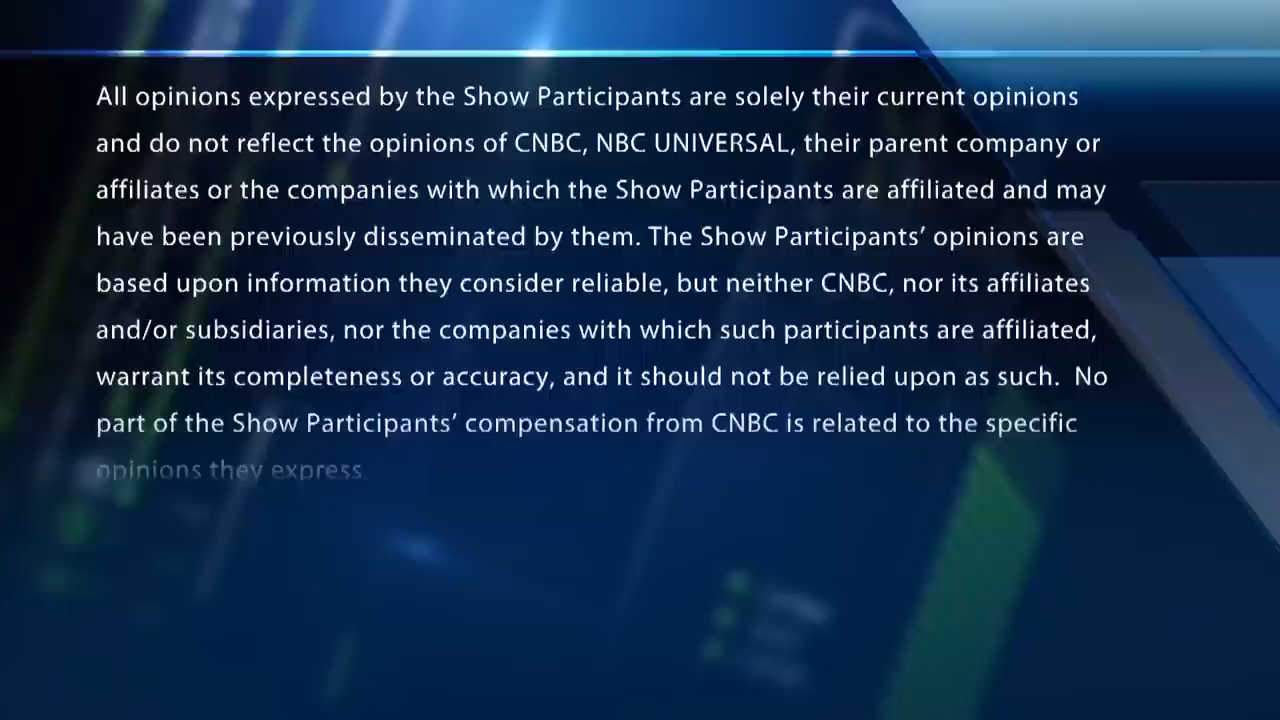 All opinions expressed by the Show Participants are solely their current opinions
and do not reflect the opinions of CNBC, NBC UNIVERSAL, their parent company or
affiliates or the companies with which the Show Participants are affiliated and may
have been previously disseminated by them. The Show Participants’ opinions are
based upon information they consider reliable, but neither CNBC, nor its affiliates
and/or subsidiaries, nor the companies with which such participants are affiliated,
warrant its completeness or accuracy, and it should not be relied upon as such.  No
part of the Show Participants’ compensation from CNBC is related to the specific
opinions they express.